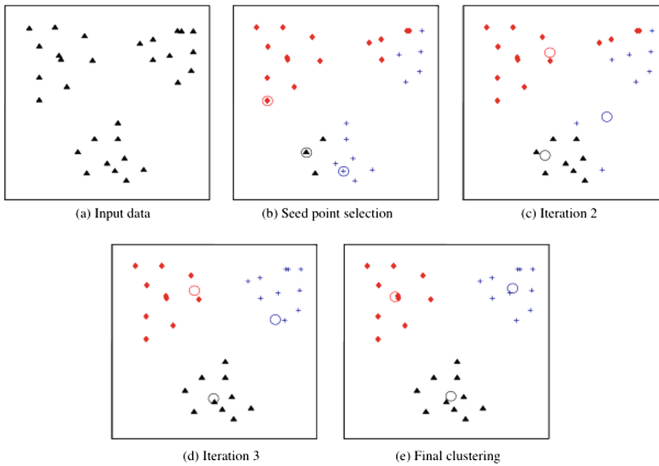 (a) Input data
(b) Seed point selection
(c) Iteration 2
(d) Iteration 3
(e) Final clustering